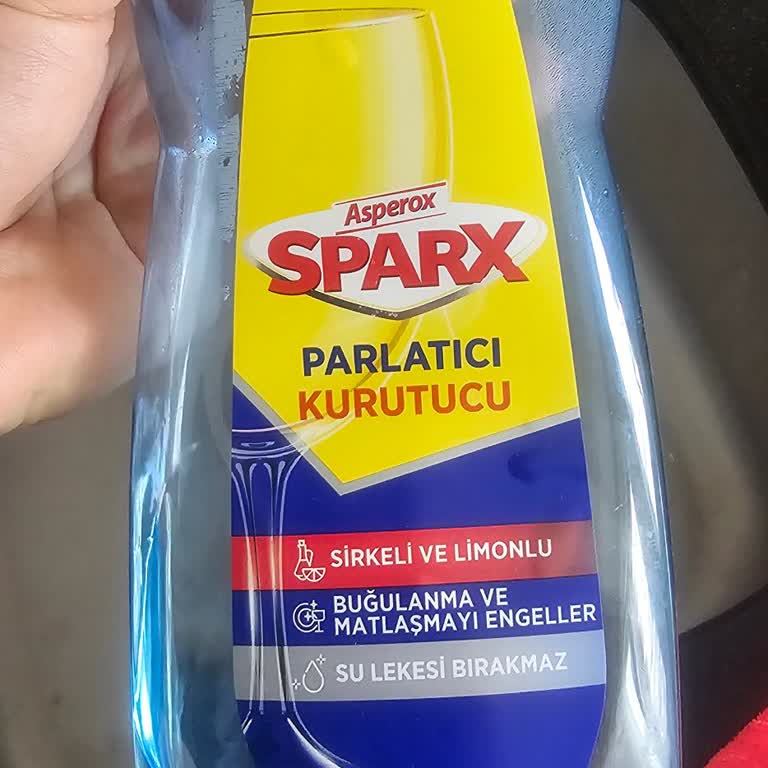 Asperox
SPARX
PARLATICI
KURUTUCU
SİRKELİ VE LİMONLU
BUĞULANMA VE
MATLAŞMAYI ENGELLER
SU LEKESİ BIRAKMAZ